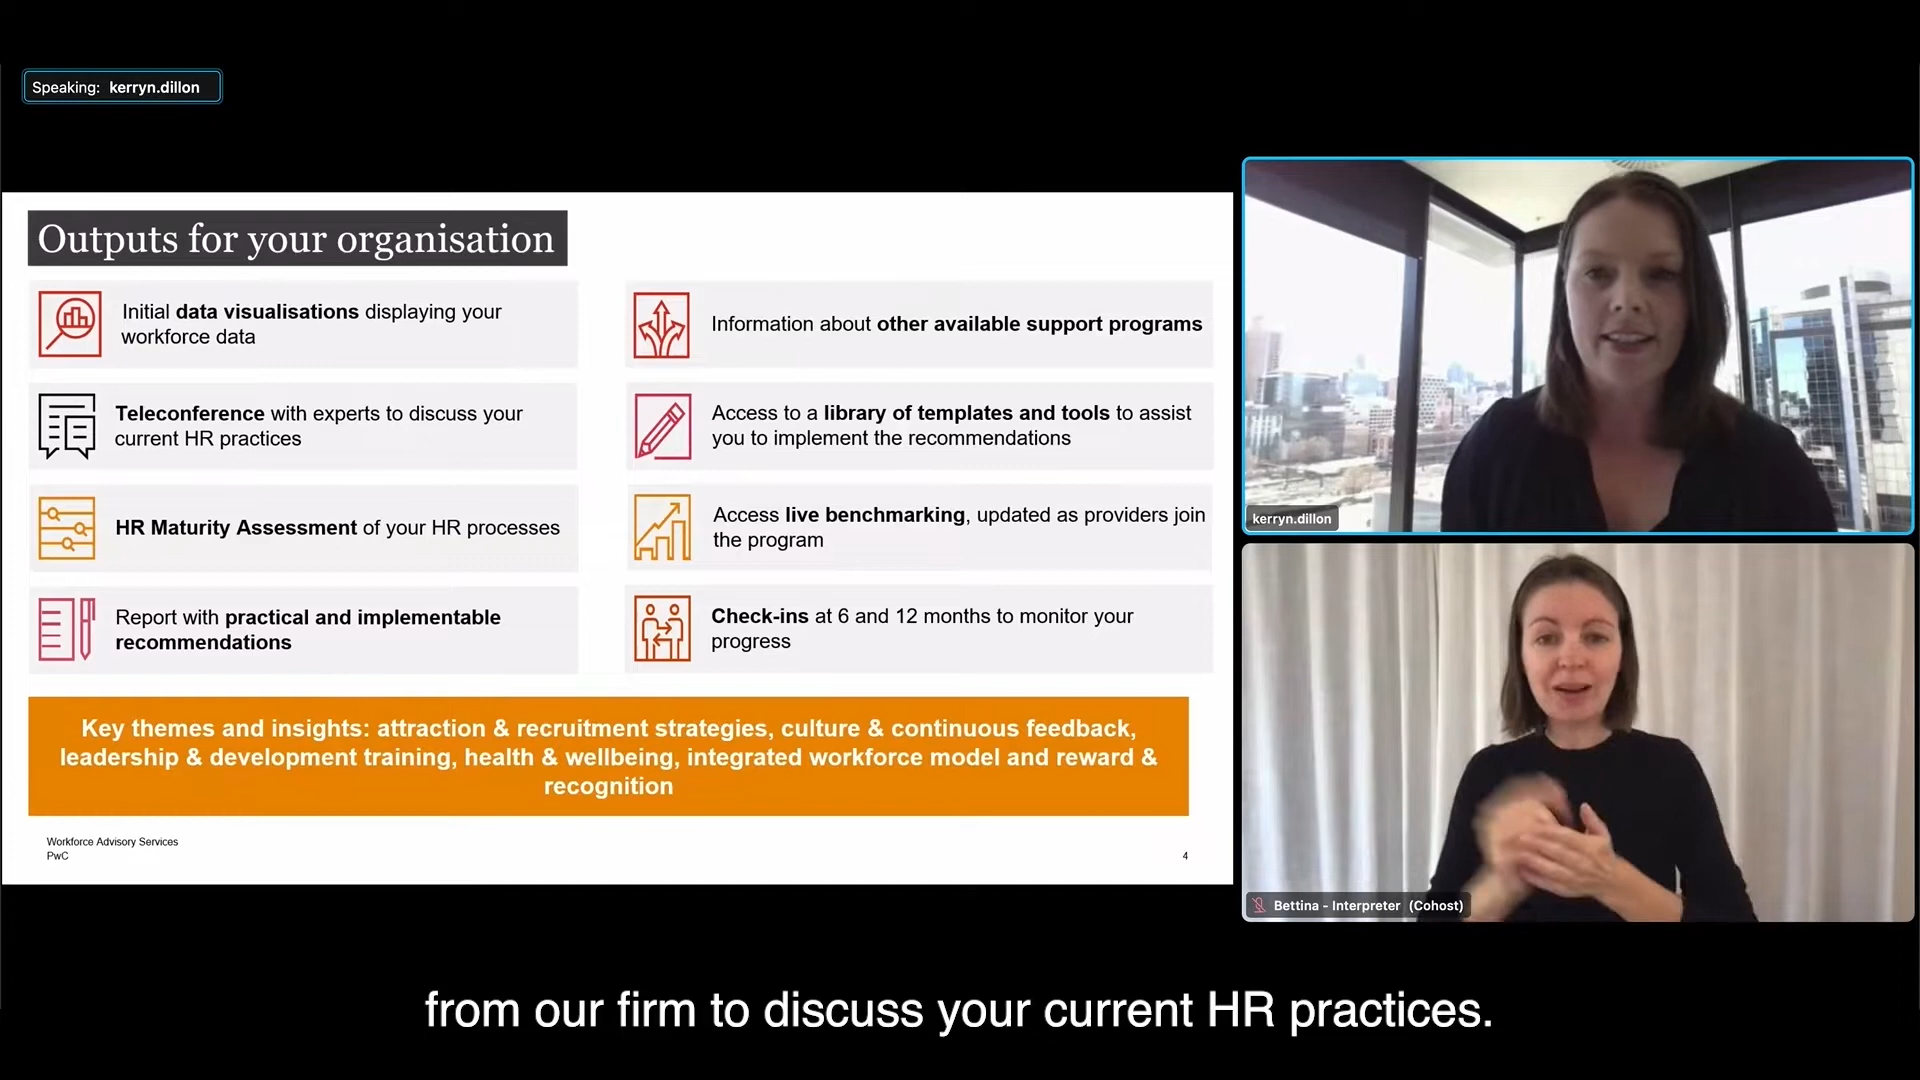 Speaking: kerryn.dillon
Outputs for your organisation
Initial data visualisations displaying your
workforce data
Teleconference with experts to discuss your
current HR practices
HR Maturity Assessment of your HR processes
Report with practical and implementable
recommendations
Information about other available support programs
Access to a library of templates and tools to assist
you to implement the recommendations
Access live benchmarking, updated as providers join
the program
Check-ins at 6 and 12 months to monitor your
progress
Key themes and insights: attraction & recruitment strategies, culture & continuous feedback,
leadership & development training, health & wellbeing, integrated workforce model and reward &
recognition
Workforce Advisory Services
PwC
4
kerryn.dillon
Bettina - Interpreter (Cohost)
from our firm to discuss your current HR practices.